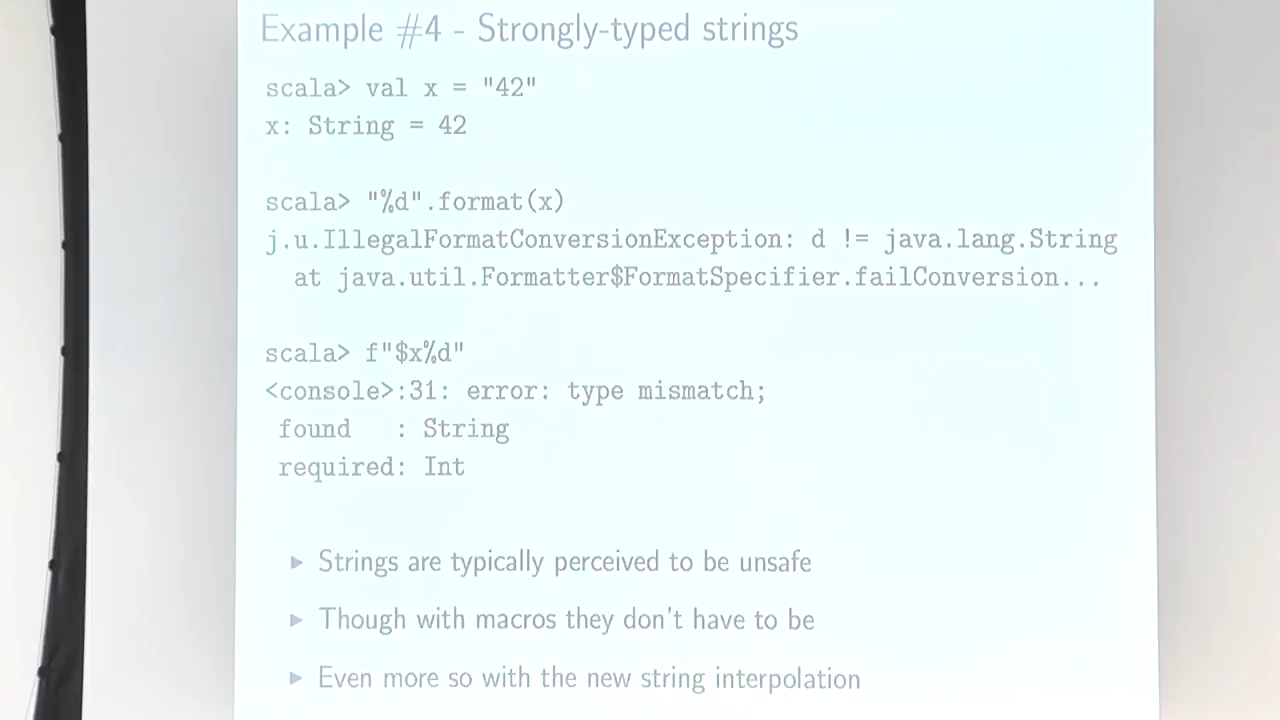 Example #4 - Strongly-typed strings
scala> val x = "42"
x: String = 42
scala> "%d".format(x)
j.u.IllegalFormatConversionException: d != java.lang.String
at java.util.Formatter$FormatSpecifier.failConversion...
scala> f"$x%d"
<console>:31: error: type mismatch;
found   : String
required: Int
▶ Strings are typically perceived to be unsafe
▶ Though with macros they don't have to be
▶ Even more so with the new string interpolation